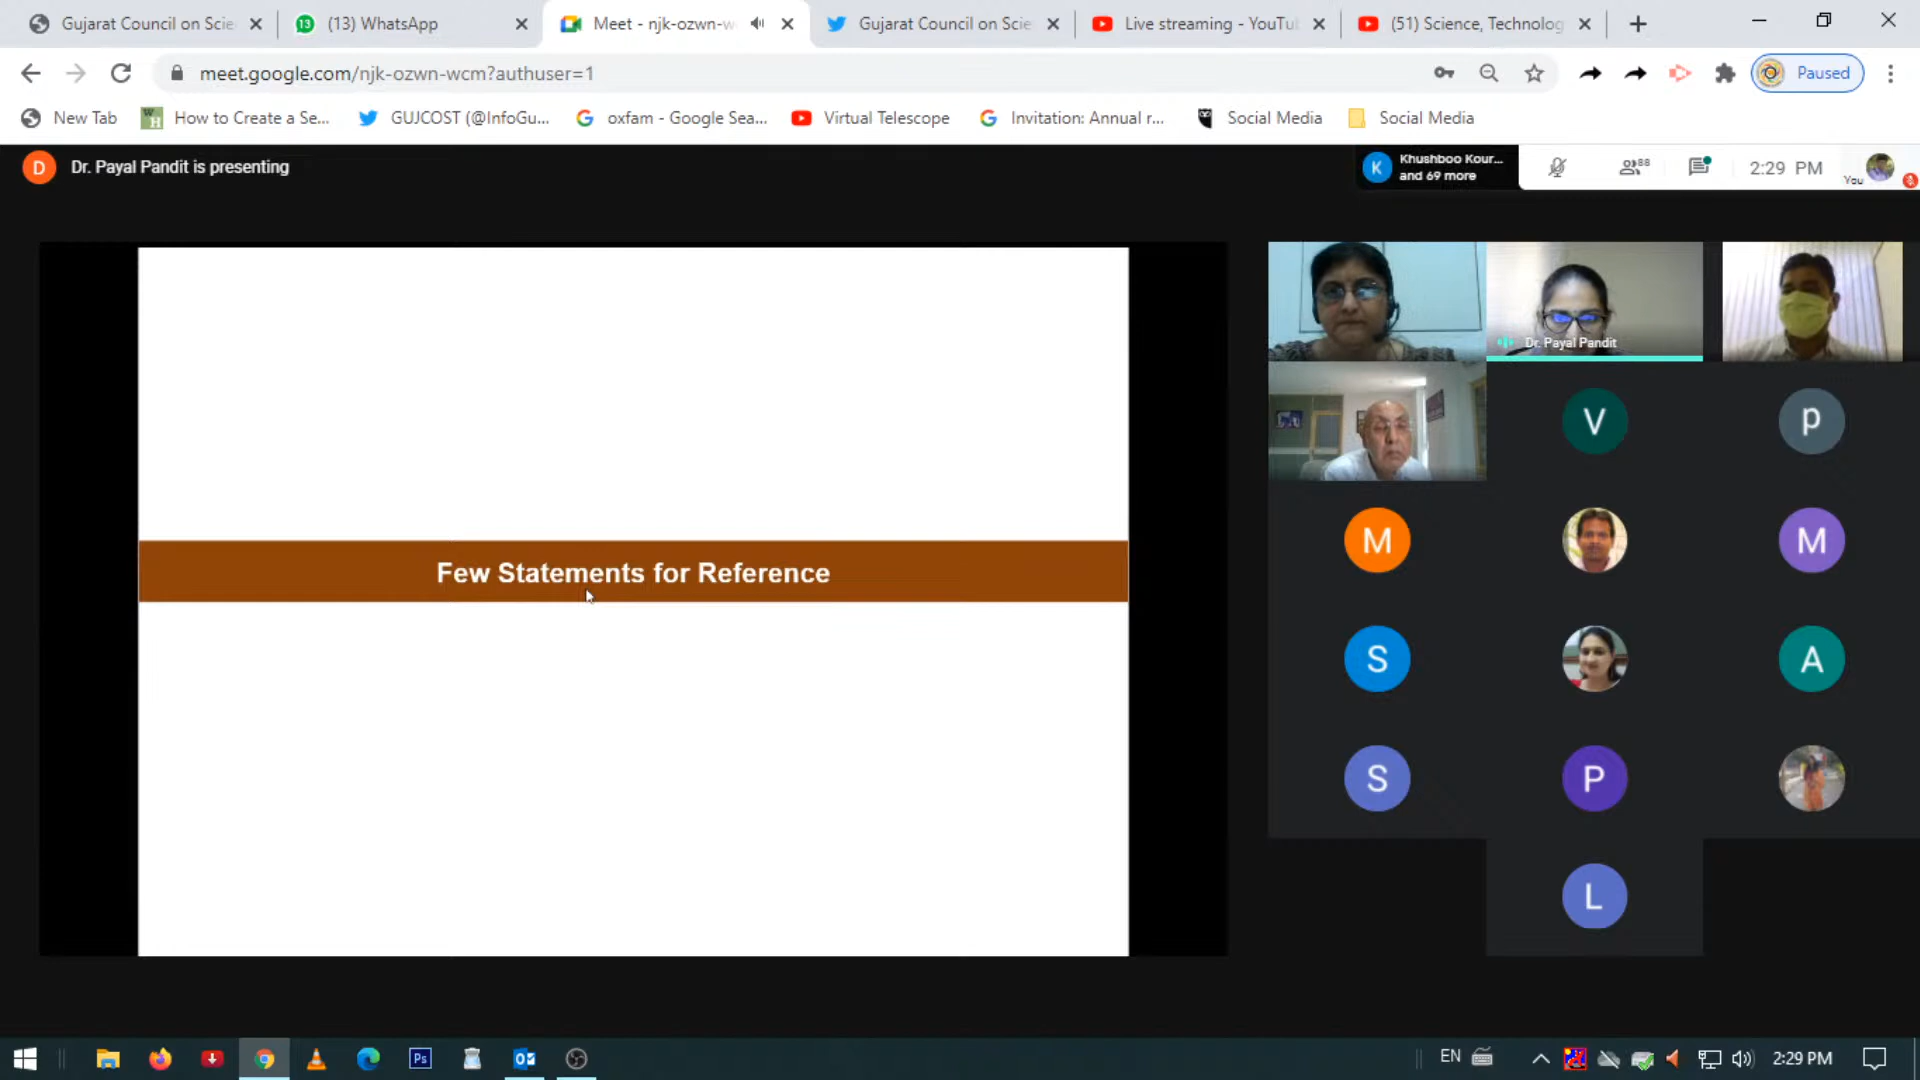 Gujarat Council on Scie
(13) WhatsApp
Meet - njk-ozwn-w
Gujarat Council on Scie
Live streaming - YouTu
(51) Science, Technolog
meet.google.com/njk-ozwn-wcm?authuser=1
Paused
New Tab
How to Create a Se...
GUJCOST (@InfoGu...
oxfam - Google Sea...
Virtual Telescope
Invitation: Annual r...
Social Media
Social Media
D
Dr. Payal Pandit is presenting
K
Khushboo Kour...
and 69 more
88
2:29 PM
You
Dr. Payal Pandit
Few Statements for Reference
V
p
M
M
S
A
S
P
L
Ps
EN
2:29 PM